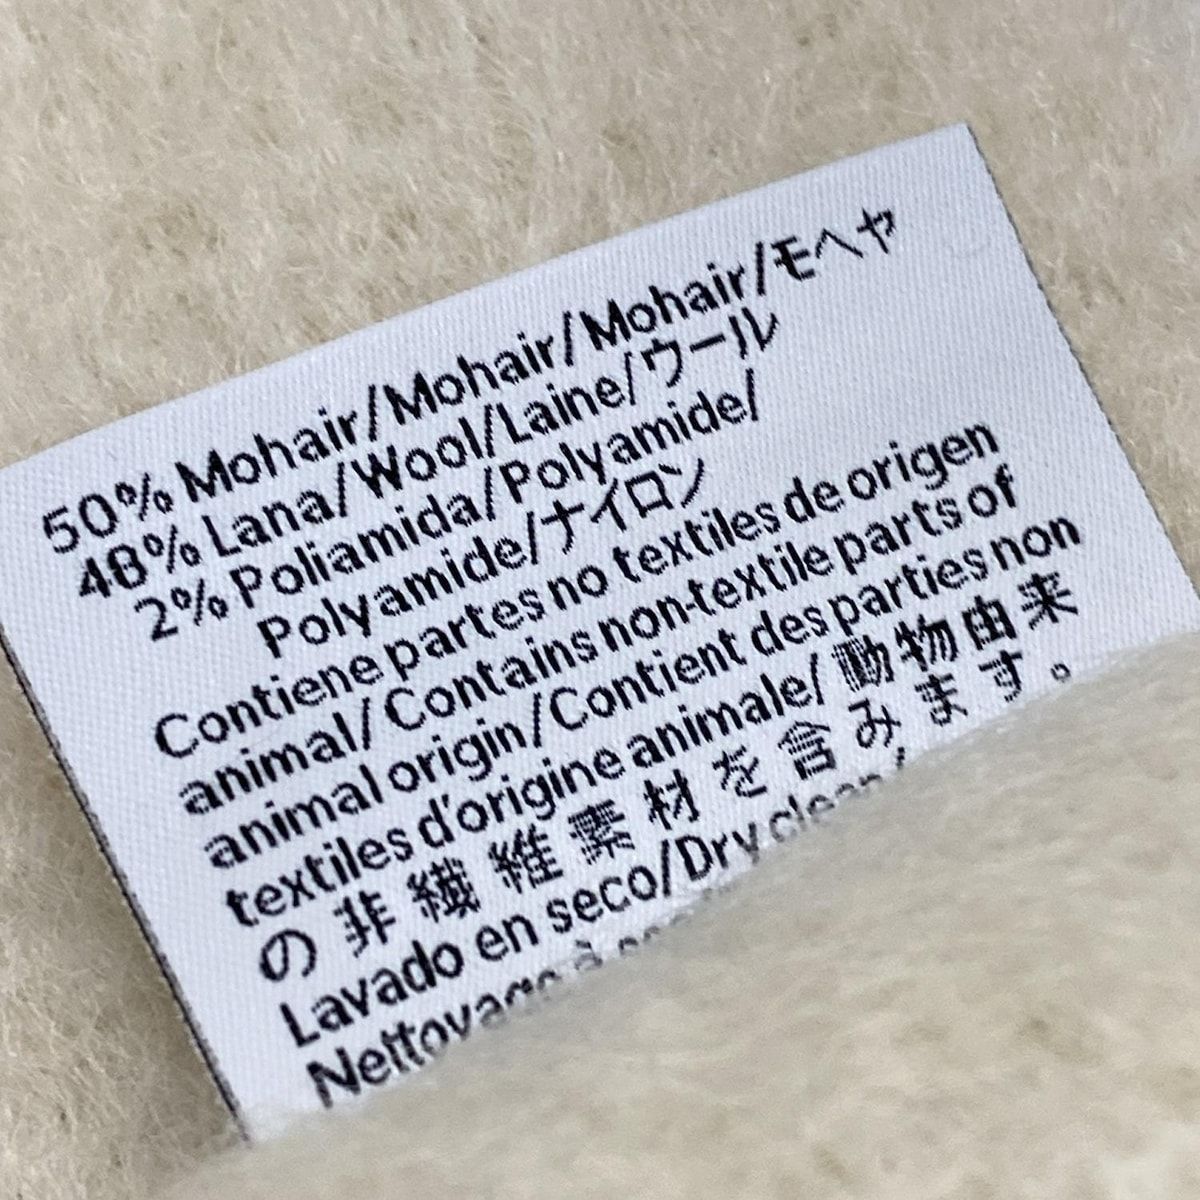 50% Mohair/Mohair/Mohair/モヘヤ
48% Lana/Wool/Laine/ウール
2% Poliamida/Polyamide/
Polyamide/ナイロン
Contiene partes no textiles de origen
animal/Contains non-textile parts of
animal origin/Contient des parties non
textiles d'origine animale/動物由来
の非繊維素材を含みます。
Lavado en seco/Dry clean/
Nettoyage à